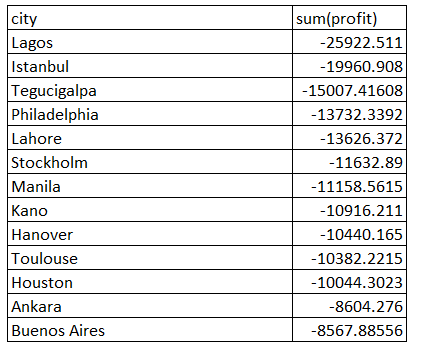 city sum(profit)
Lagos -25922.511
Istanbul -19960.908
Tegucigalpa -15007.41608
Philadelphia -13732.3392
Lahore -13626.372
Stockholm -11632.89
Manila -11158.5615
Kano -10916.211
Hanover -10440.165
Toulouse -10382.2215
Houston -10044.3023
Ankara -8604.276
Buenos Aires -8567.88556